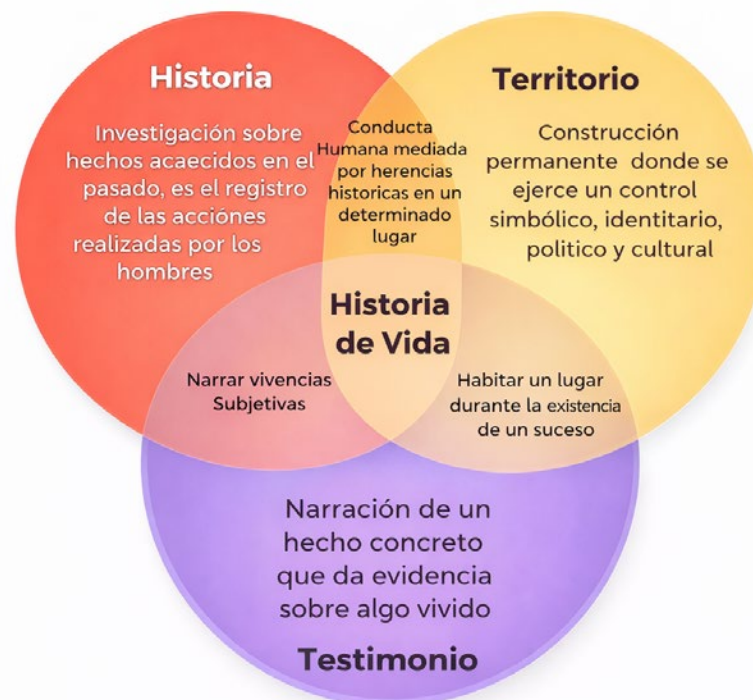 Historia
Investigación sobre
hechos acaecidos en el
pasado, es el registro
de las acciónes
realizadas por los
hombres
Conducta
Humana mediada
por herencias
historicas en un
determinado
lugar
Territorio
Construcción
permanente donde se
ejerce un control
simbólico, identitario,
politico y cultural
Historia
de Vida
Narrar vivencias
Subjetivas
Habitar un lugar
durante la existencia
de un suceso
Narración de un
hecho concreto
que da evidencia
sobre algo vivido
Testimonio